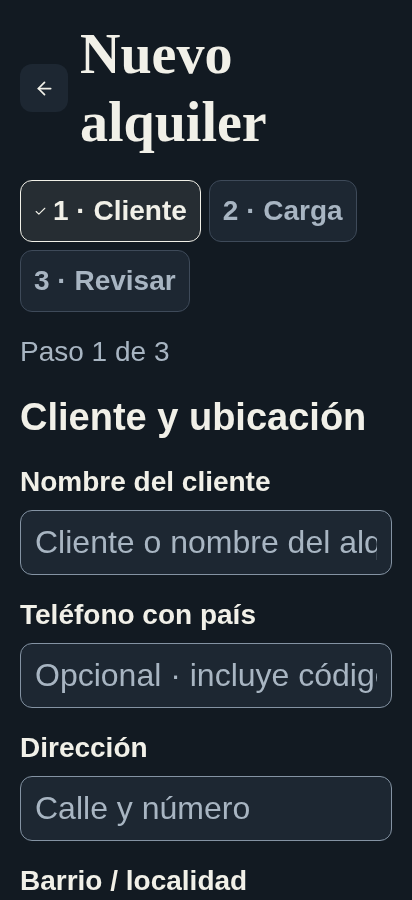 Nuevo
alquiler
1 · Cliente
2 · Carga
3 · Revisar
Paso 1 de 3
Cliente y ubicación
Nombre del cliente
Cliente o nombre del alq
Teléfono con país
Opcional · incluye códig
Dirección
Calle y número
Barrio / localidad